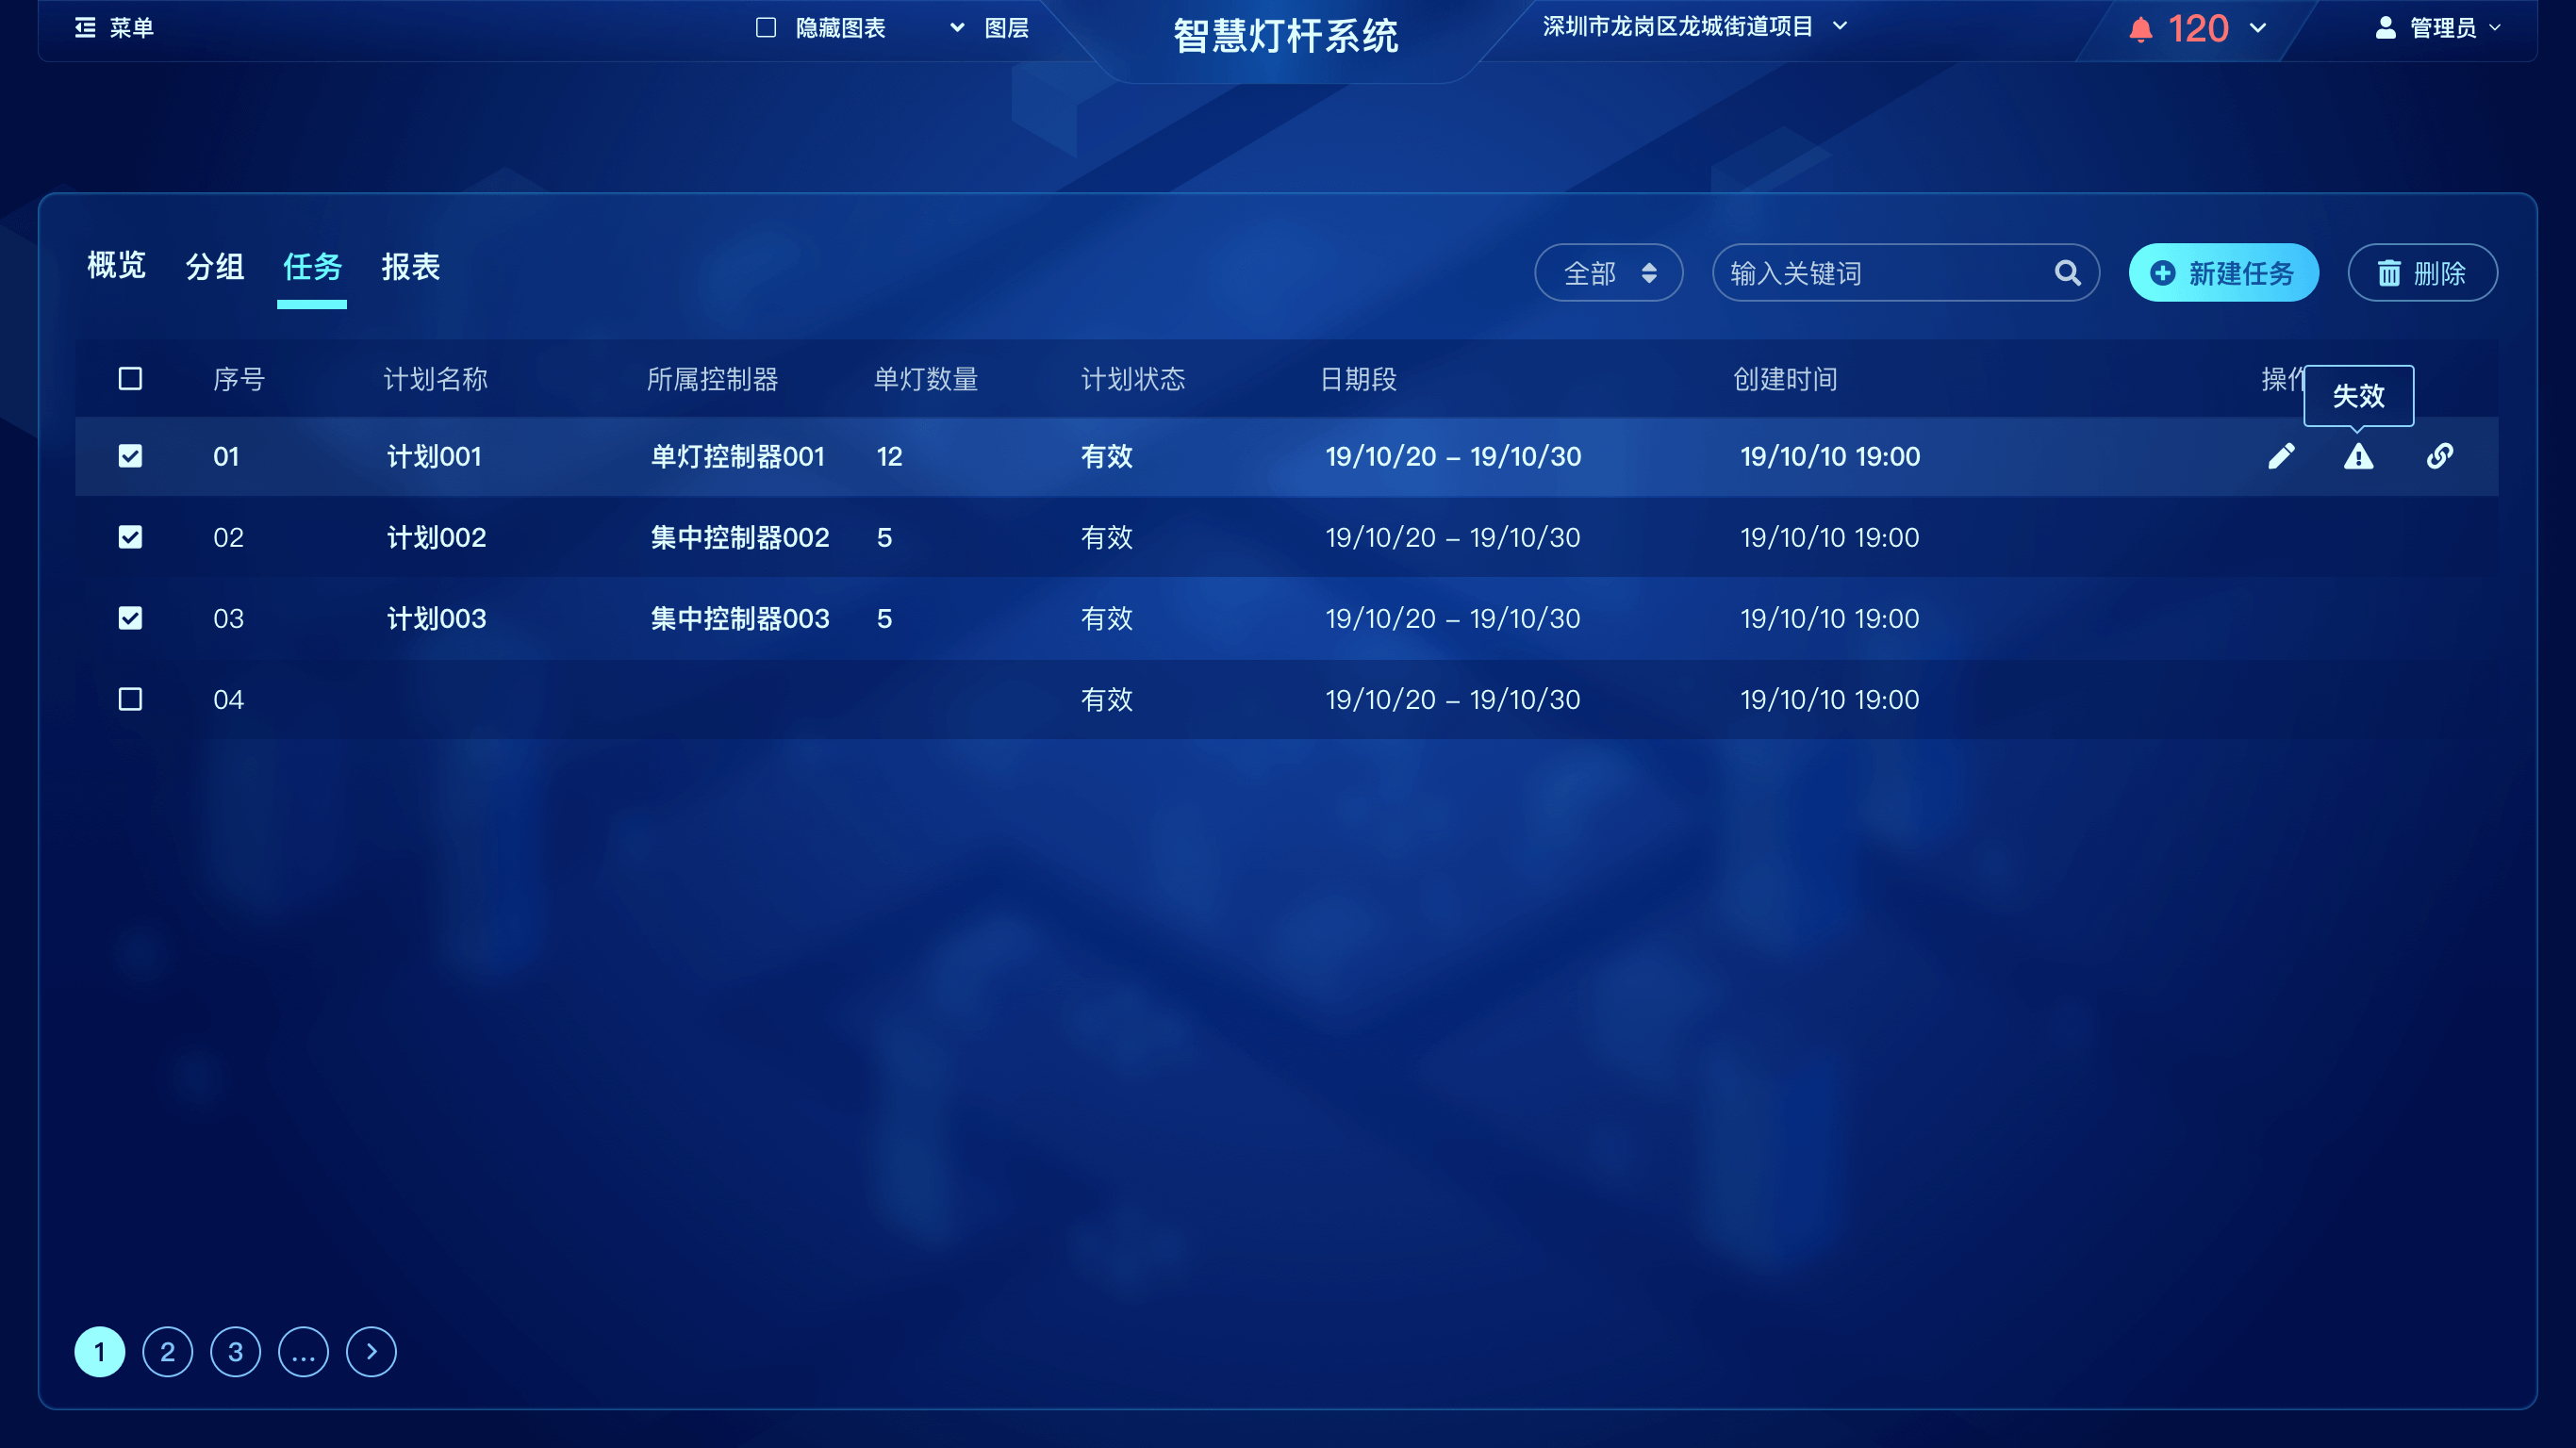 菜单 隐藏图表 图层 智慧灯杆系统 深圳市龙岗区龙城街道项目 120 管理员
概览 分组 任务 报表 全部 输入关键词 新建任务 删除
序号 计划名称 所属控制器 单灯数量 计划状态 日期段 创建时间 操作
失效
01 计划001 单灯控制器001 12 有效 19/10/20 – 19/10/30 19/10/10 19:00
02 计划002 集中控制器002 5 有效 19/10/20 – 19/10/30 19/10/10 19:00
03 计划003 集中控制器003 5 有效 19/10/20 – 19/10/30 19/10/10 19:00
04 有效 19/10/20 – 19/10/30 19/10/10 19:00
1 2 3 ...